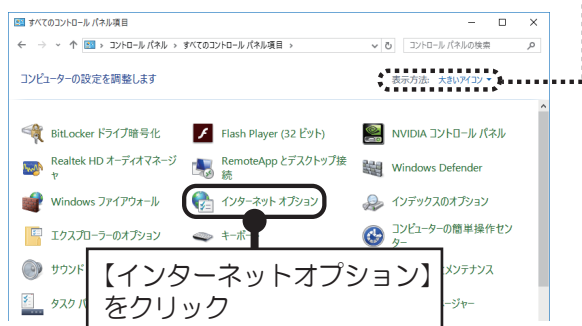 すべてのコントロール パネル項目
コントロール パネル › すべてのコントロール パネル項目 ›
コントロール パネルの検索
コンピューターの設定を調整します
表示方法: 大きいアイコン
BitLocker ドライブ暗号化
Flash Player (32 ビット)
NVIDIA コントロール パネル
Realtek HD オーディオマネージ
ャ
RemoteApp とデスクトップ接
続
Windows Defender
Windows ファイアウォール
インターネット オプション
インデックスのオプション
エクスプローラーのオプション
キーボ
コンピューターの簡単操作セン
ター
サウンド
メンテナンス
タスク バ
ージャー
【インターネットオプション】
をクリック